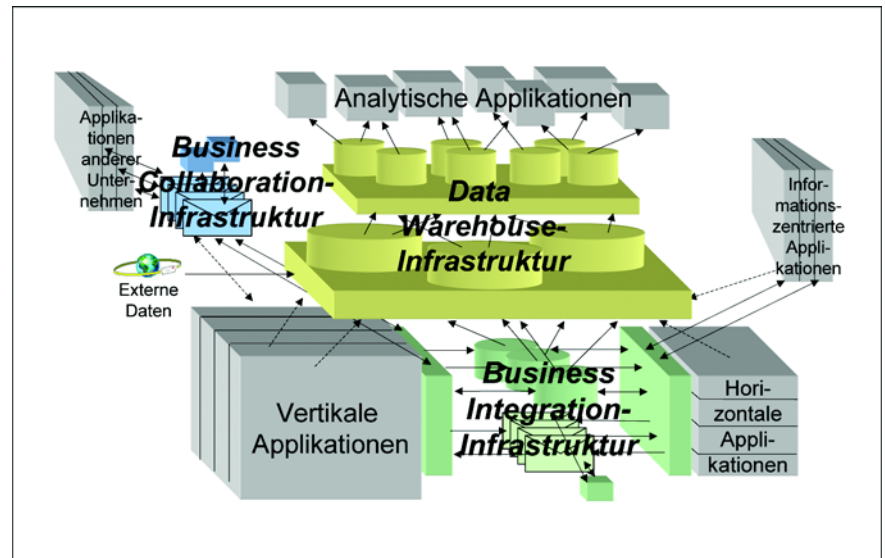 Analytische Applikationen
Applika-
tionen
anderer
Unter-
nehmen
Business
Collaboration-
Infrastruktur
Data
Warehouse-
Infrastruktur
Infor-
mations-
zentrierte
Appli-
kationen
Externe
Daten
Vertikale
Applikationen
Business
Integration-
Infrastruktur
Hori-
zontale
Appli-
kationen